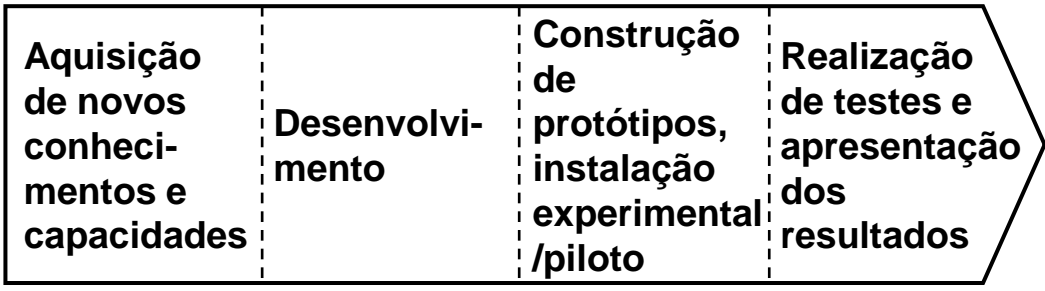 Aquisição
de novos
conheci-
mentos e
capacidades
Desenvolvi-
mento
Construção
de
protótipos,
instalação
experimental
/piloto
Realização
de testes e
apresentação
dos
resultados